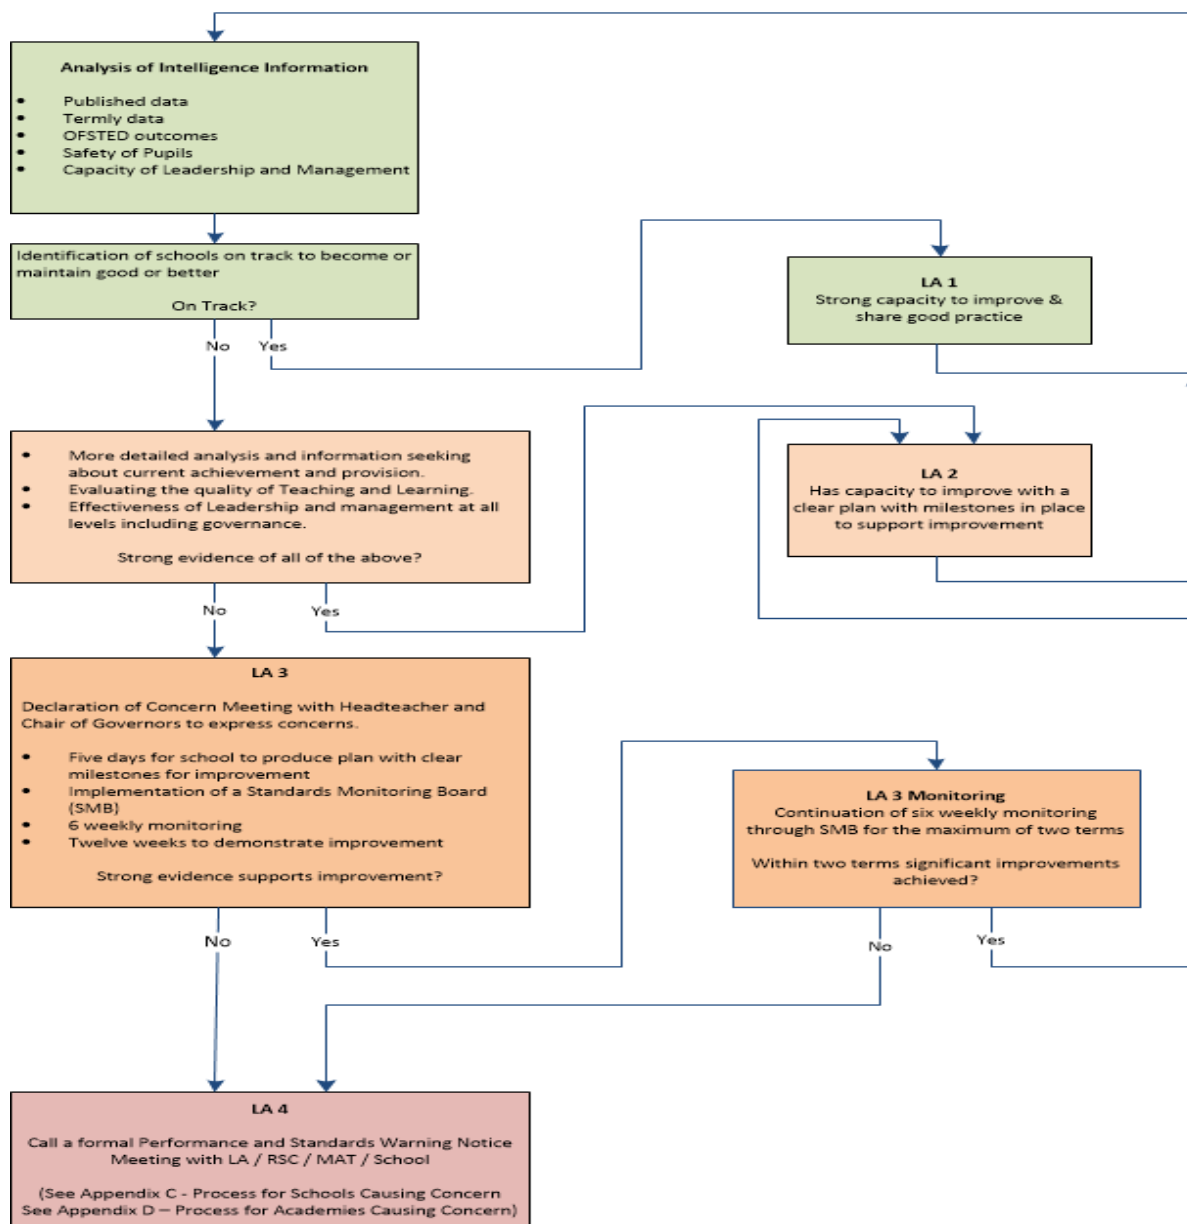 Analysis of Intelligence Information
• Published data
• Termly data
• OFSTED outcomes
• Safety of Pupils
• Capacity of Leadership and Management
Identification of schools on track to become or
maintain good or better
On Track?
No
Yes
LA 1
Strong capacity to improve &
share good practice
• More detailed analysis and information seeking
about current achievement and provision.
• Evaluating the quality of Teaching and Learning.
• Effectiveness of Leadership and management at all
levels including governance.
Strong evidence of all of the above?
No
Yes
LA 2
Has capacity to improve with a
clear plan with milestones in place
to support improvement
LA 3
Declaration of Concern Meeting with Headteacher and
Chair of Governors to express concerns.
• Five days for school to produce plan with clear
milestones for improvement
• Implementation of a Standards Monitoring Board
(SMB)
• 6 weekly monitoring
• Twelve weeks to demonstrate improvement
Strong evidence supports improvement?
No
Yes
LA 3 Monitoring
Continuation of six weekly monitoring
through SMB for the maximum of two terms
Within two terms significant improvements
achieved?
No
Yes
LA 4
Call a formal Performance and Standards Warning Notice
Meeting with LA / RSC / MAT / School
(See Appendix C - Process for Schools Causing Concern
See Appendix D – Process for Academies Causing Concern)